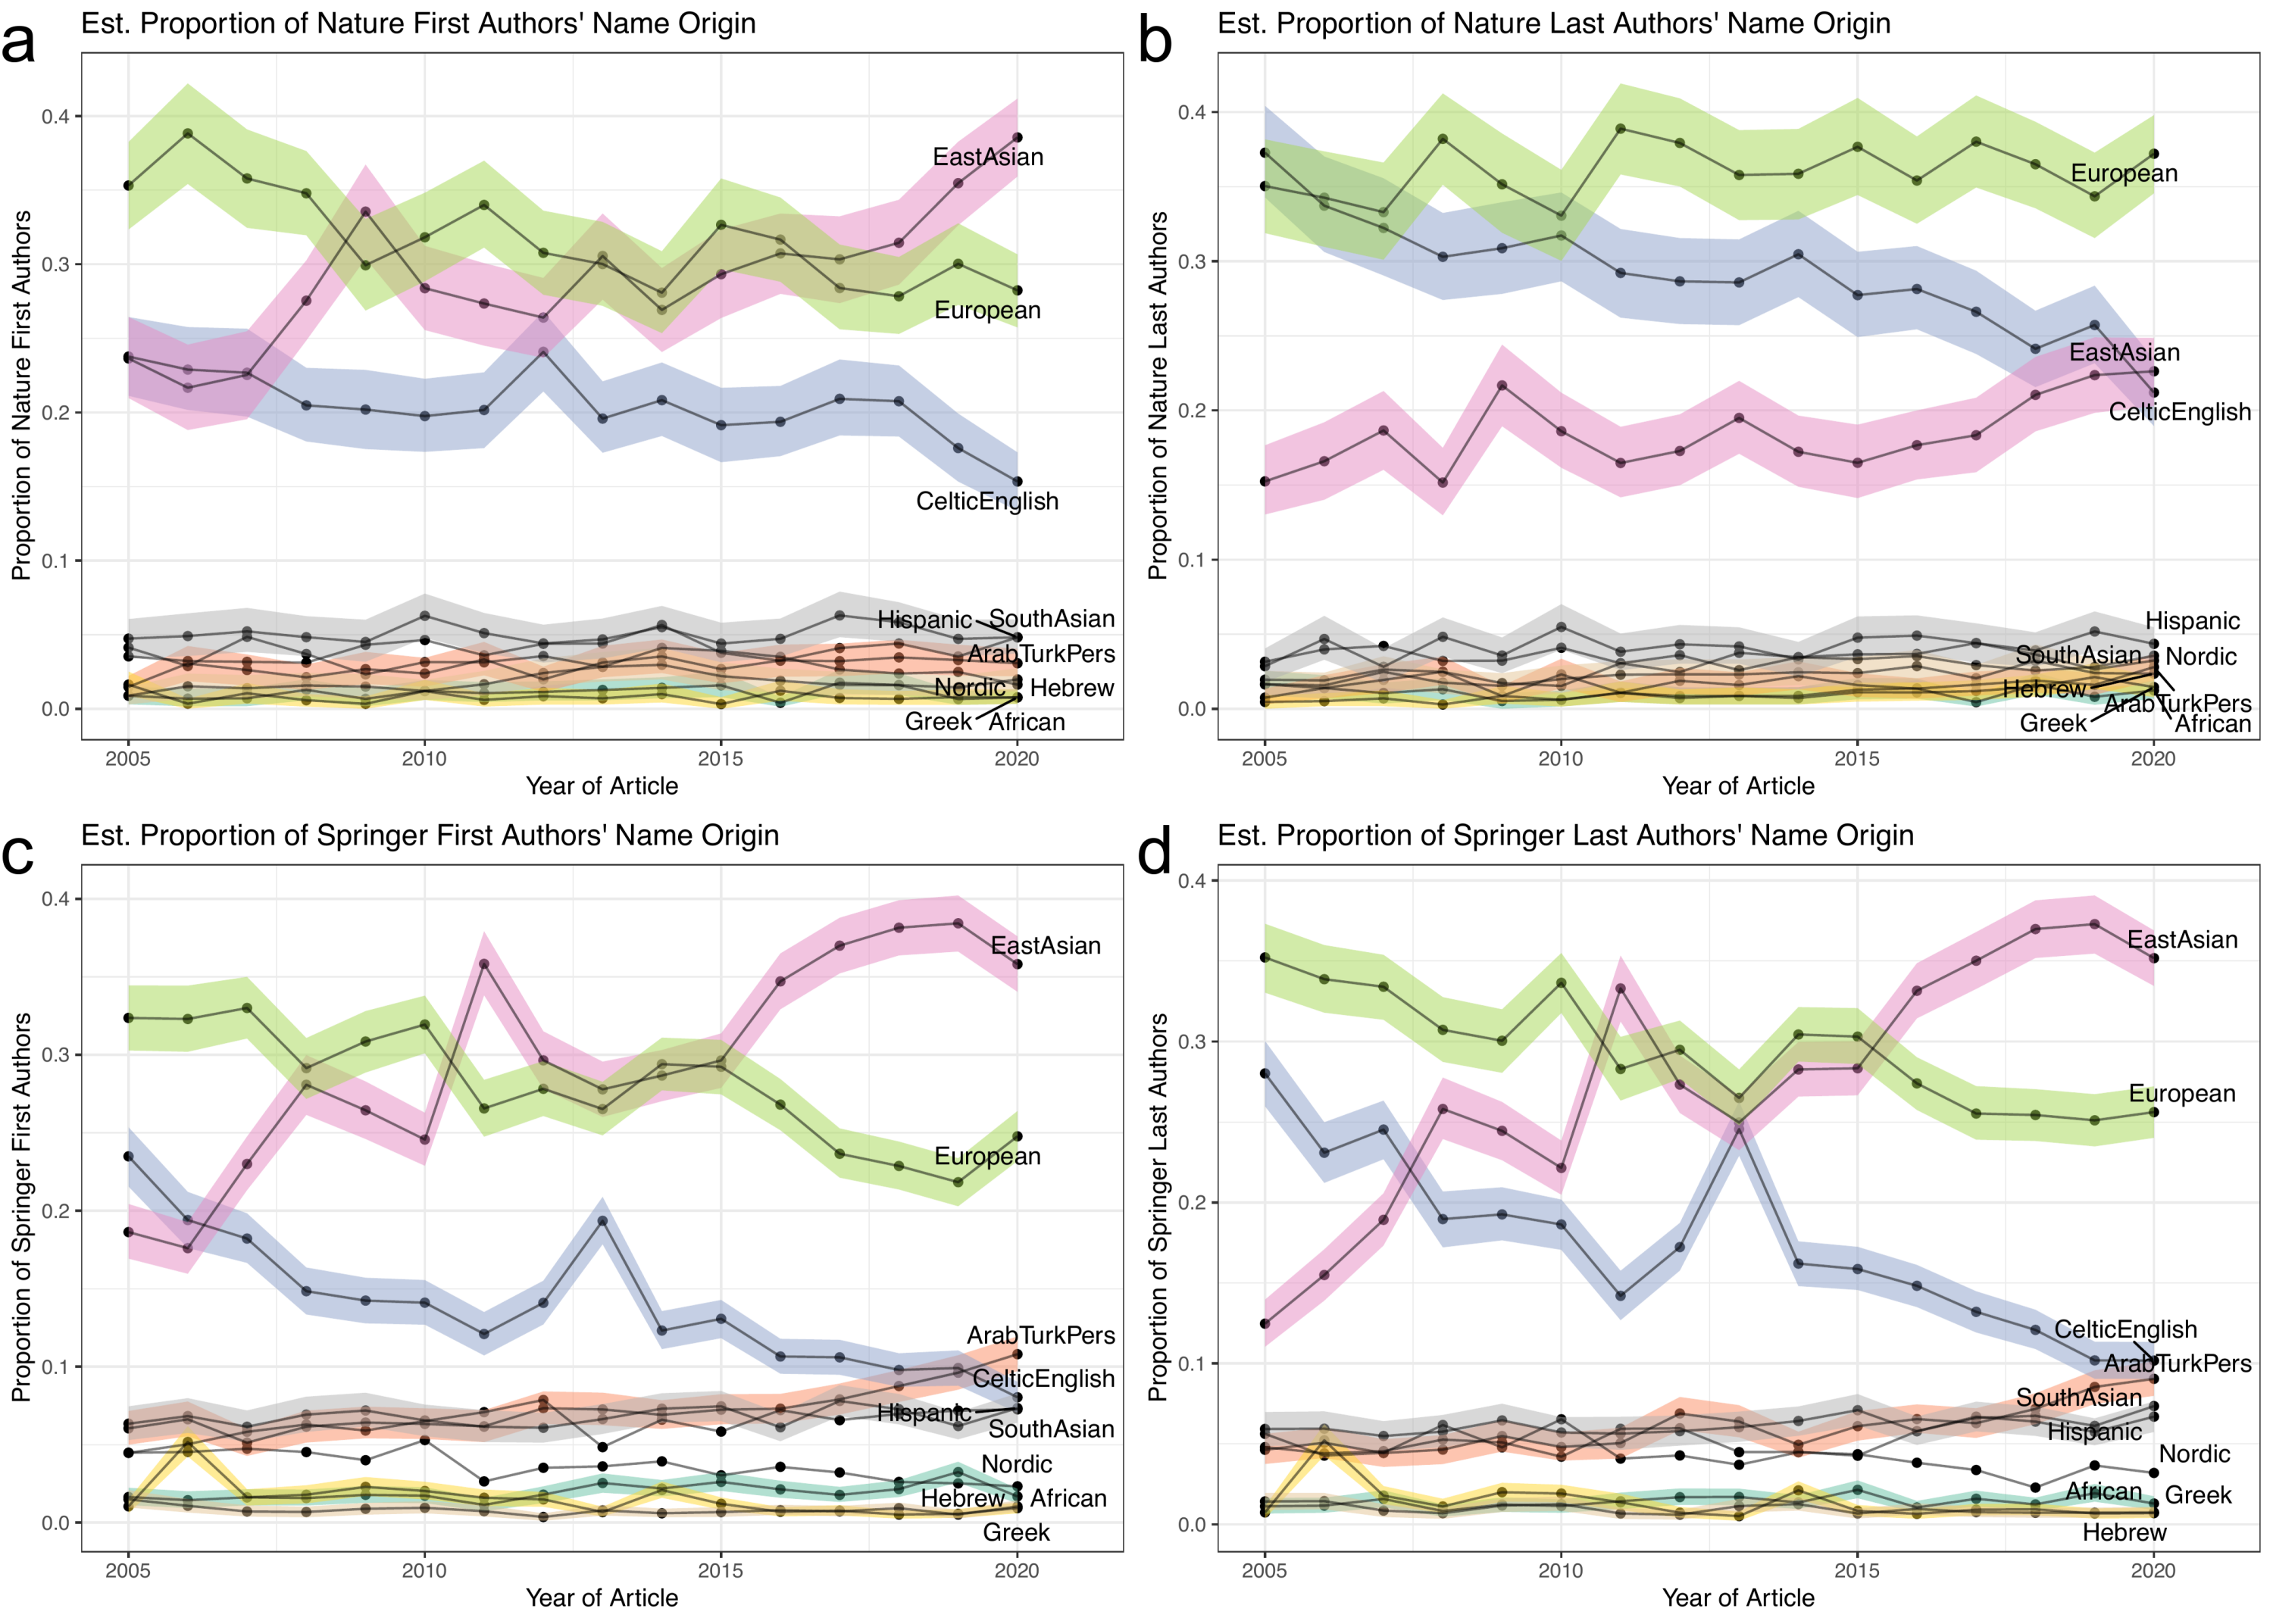 a
Est. Proportion of Nature First Authors' Name Origin
Proportion of Nature First Authors
0.4
0.3
0.2
0.1
0.0
EastAsian
European
CelticEnglish
Hispanic SouthAsian
ArabTurkPers
Nordic Hebrew
Greek African
2005 2010 2015 2020
Year of Article
b
Est. Proportion of Nature Last Authors' Name Origin
Proportion of Nature Last Authors
0.4
0.3
0.2
0.1
0.0
European
EastAsian
CelticEnglish
Hispanic
SouthAsian Nordic
Hebrew
ArabTurkPers
Greek African
2005 2010 2015 2020
Year of Article
c
Est. Proportion of Springer First Authors' Name Origin
Proportion of Springer First Authors
0.4
0.3
0.2
0.1
0.0
EastAsian
European
ArabTurkPers
CelticEnglish
Hispanic
SouthAsian
Nordic
Hebrew African
Greek
2005 2010 2015 2020
Year of Article
d
Est. Proportion of Springer Last Authors' Name Origin
Proportion of Springer Last Authors
0.4
0.3
0.2
0.1
0.0
EastAsian
European
CelticEnglish
ArabTurkPers
SouthAsian
Hispanic
Nordic
African Greek
Hebrew
2005 2010 2015 2020
Year of Article